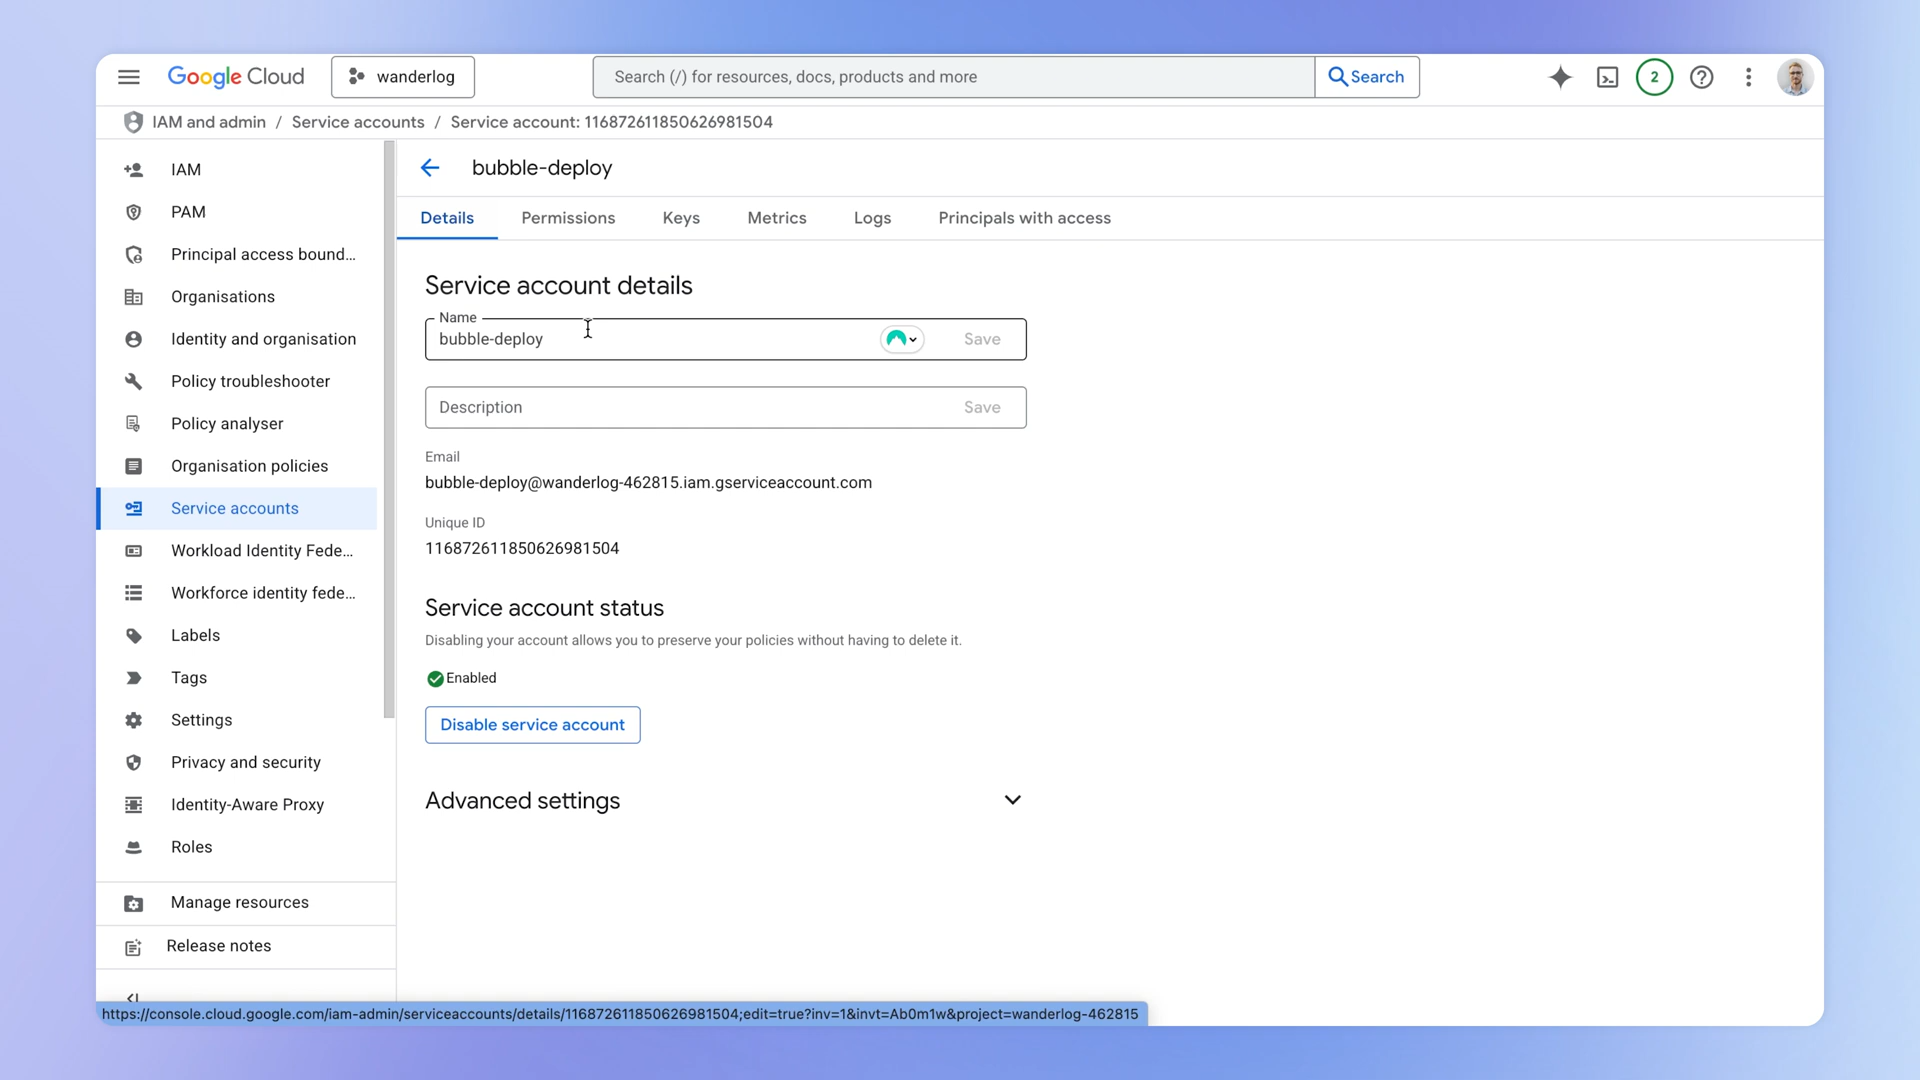 Google Cloud
wanderlog
Search (/) for resources, docs, products and more
Search
2
IAM and admin / Service accounts / Service account: 116872611850626981504
IAM
PAM
Principal access bound...
Organisations
Identity and organisation
Policy troubleshooter
Policy analyser
Organisation policies
Service accounts
Workload Identity Fede...
Workforce identity fede...
Labels
Tags
Settings
Privacy and security
Identity-Aware Proxy
Roles
Manage resources
Release notes
bubble-deploy
Details
Permissions
Keys
Metrics
Logs
Principals with access
Service account details
Name
bubble-deploy
Save
Description
Save
Email
bubble-deploy@wanderlog-462815.iam.gserviceaccount.com
Unique ID
116872611850626981504
Service account status
Disabling your account allows you to preserve your policies without having to delete it.
Enabled
Disable service account
Advanced settings
https://console.cloud.google.com/iam-admin/serviceaccounts/details/116872611850626981504;edit=true?inv=1&invt=Ab0m1w&project=wanderlog-462815